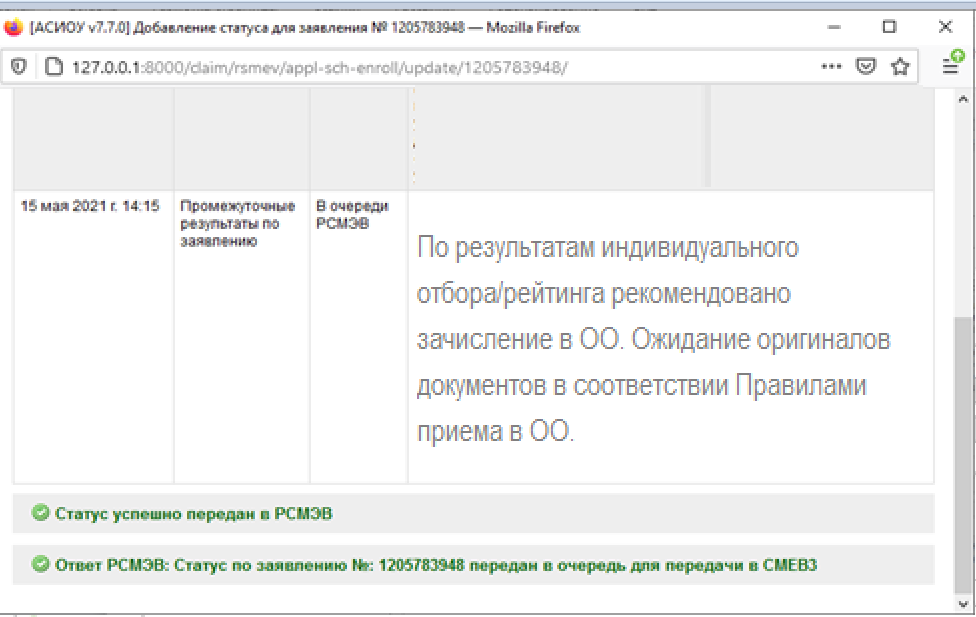 [АСИОУ v7.7.0] Добавление статуса для заявления № 1205783948 — Mozilla Firefox
127.0.0.1:8000/claim/rsmev/appl-sch-enroll/update/1205783948/
15 мая 2021 г. 14:15
Промежуточные
результаты по
заявлению
В очереди
РСМЭВ
По результатам индивидуального
отбора/рейтинга рекомендовано
зачисление в ОО. Ожидание оригиналов
документов в соответствии Правилами
приема в ОО.
Статус успешно передан в РСМЭВ
Ответ РСМЭВ: Статус по заявлению №: 1205783948 передан в очередь для передачи в СМЕВ3